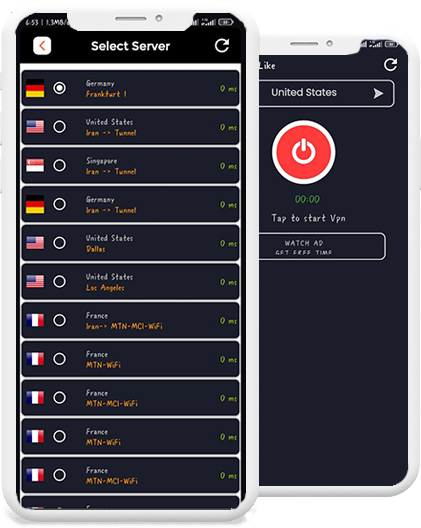 6:53 | 1.3MB/s
Select Server
Germany
Frankfurt 1
0 ms
United States
Iran -> Tunnel
0 ms
Singapore
Iran -> Tunnel
0 ms
Germany
Iran -> Tunnel
0 ms
United States
Dallas
0 ms
United States
Los Angeles
0 ms
France
Iran-> MTN-MCI-WiFi
0 ms
France
MTN-WiFi
0 ms
France
MTN-MCI-WiFi
0 ms
France
MTN-WiFi
0 ms
France
MTN-MCI-WiFi
0 ms
France
Like
United States
00:00
Tap to start Vpn
WATCH AD
GET FREE TIME